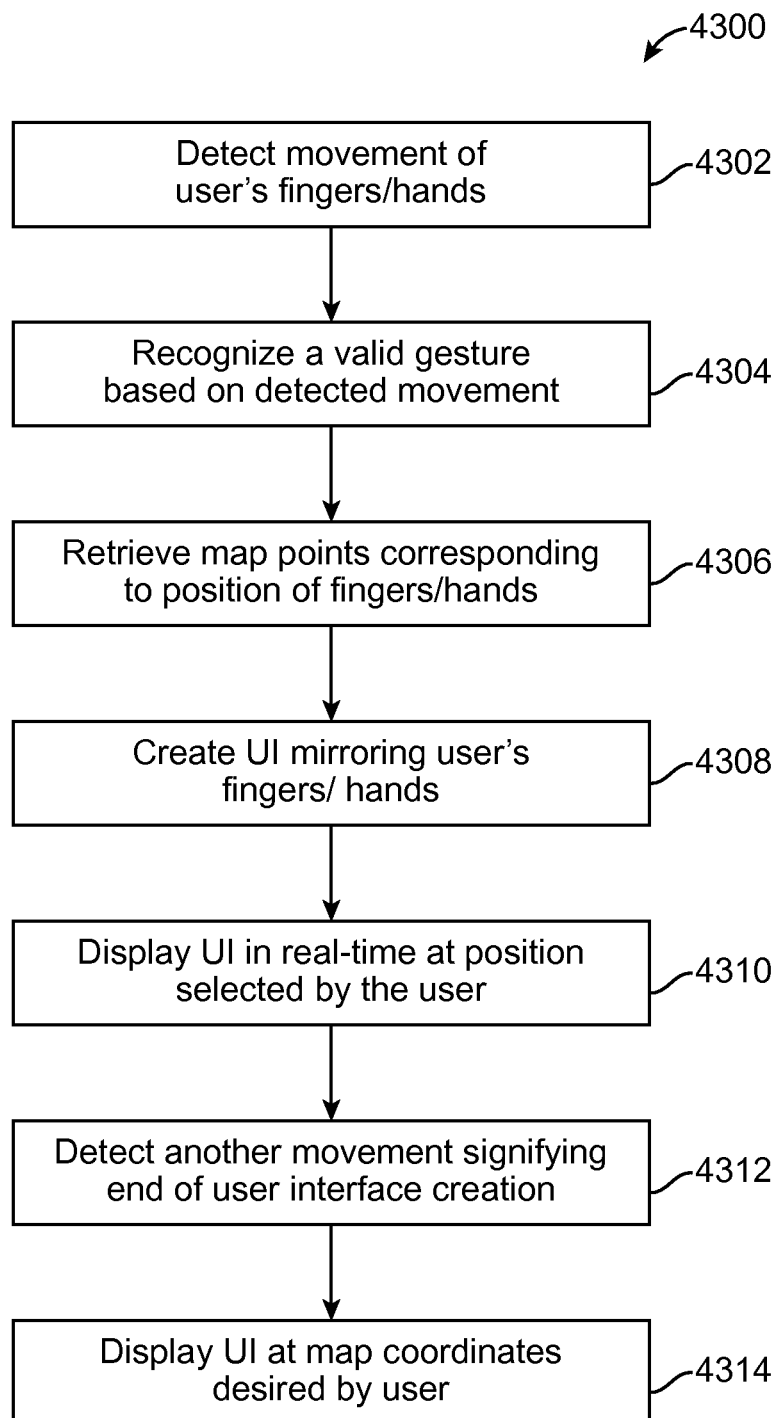 4300
Detect movement of
user's fingers/hands
4302
Recognize a valid gesture
based on detected movement
4304
Retrieve map points corresponding
to position of fingers/hands
4306
Create UI mirroring user's
fingers/ hands
4308
Display UI in real-time at position
selected by the user
4310
Detect another movement signifying
end of user interface creation
4312
Display UI at map coordinates
desired by user
4314